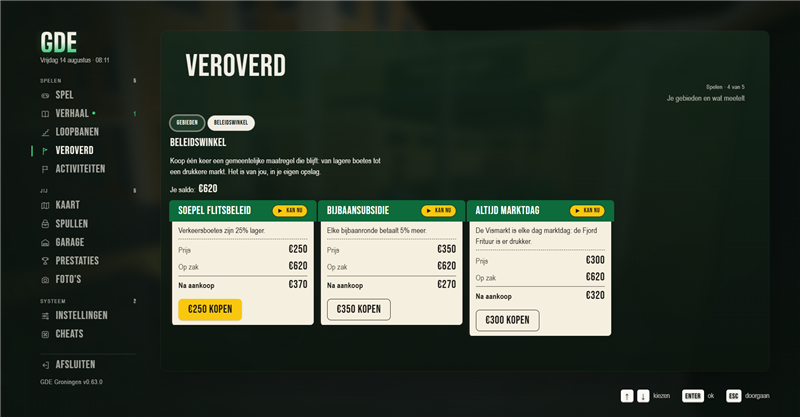 GDE
Vrijdag 14 augustus · 08:11
SPELEN 5
SPEL
VERHAAL 1
LOOPBANEN
VEROVERD
ACTIVITEITEN
JIJ 5
KAART
SPULLEN
GARAGE
PRESTATIES
FOTO'S
SYSTEEM 2
INSTELLINGEN
CHEATS
AFSLUITEN
GDE Groningen v0.63.0
VEROVERD
Spelen · 4 van 5
Je gebieden en wat meetelt
GEBIEDEN BELEIDSWINKEL
BELEIDSWINKEL
Koop één keer een gemeentelijke maatregel die blijft: van lagere boetes tot
een drukkere markt. Het is van jou, in je eigen opslag.
Je saldo: €620
SOEPEL FLITSBELEID KAN NU
Verkeersboetes zijn 25% lager.
Prijs €250
Op zak €620
Na aankoop €370
€250 KOPEN
BIJBAANSUBSIDIE KAN NU
Elke bijbaanronde betaalt 5% meer.
Prijs €350
Op zak €620
Na aankoop €270
€350 KOPEN
ALTIJD MARKTDAG KAN NU
De Vismarkt is elke dag marktdag: de Fjord
Frituur is er drukker.
Prijs €300
Op zak €620
Na aankoop €320
€300 KOPEN
↑ ↓ kiezen ENTER ok ESC doorgaan